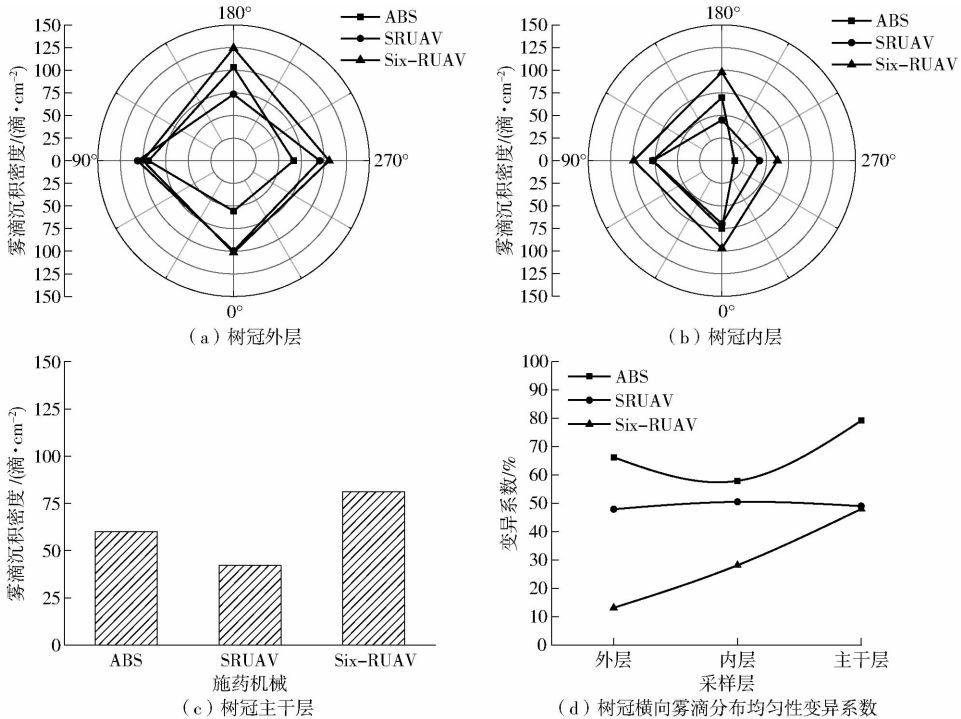 180°
150
125
100
75
50
25
0
25
50
75
100
125
150
雾滴沉积密度/(滴·cm⁻²)
90°
270°
0°
ABS
SRUAV
Six-RUAV
(a)树冠外层
180°
150
125
100
75
50
25
0
25
50
75
100
125
150
雾滴沉积密度/(滴·cm⁻²)
90°
270°
0°
ABS
SRUAV
Six-RUAV
(b)树冠内层
150
125
100
75
50
25
0
雾滴沉积密度/(滴·cm⁻²)
ABS SRUAV Six-RUAV
施药机械
(c)树冠主干层
100
90
80
70
60
50
40
30
20
10
0
变异系数/%
ABS
SRUAV
Six-RUAV
外层 内层 主干层
采样层
(d)树冠横向雾滴分布均匀性变异系数